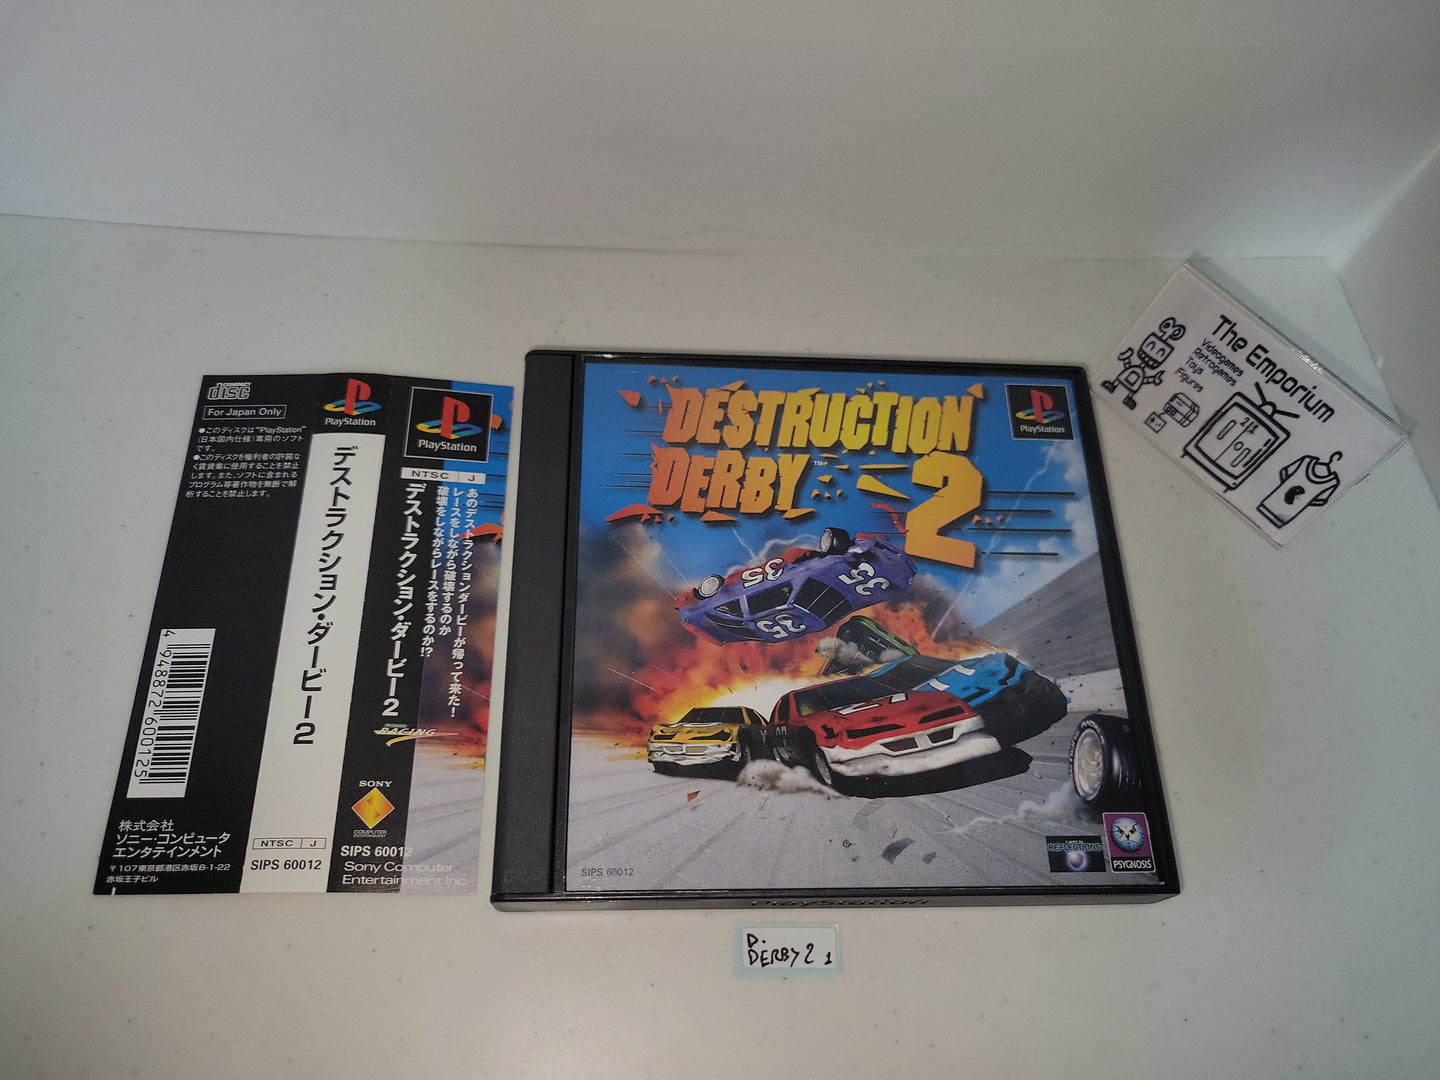 COMPACT
disc
For Japan Only
●このディスクは"PlayStation"
(日本国内仕様)専用のソフト
です。
●このディスクを権利者の許諾な
く賃貸業に使用することを禁止
します。また、ソフトに含まれる
プログラム等著作物を無断で解
析することを禁止します。
4 948872 600125
株式会社
ソニー・コンピュータ
エンタテインメント
〒107東京都港区赤坂8-1-22
赤坂王子ビル
PlayStation
デストラクション・ダービー2
NTSC J
SIPS 60012
PlayStation
NTSC J
あのデストラクションダービーが帰って来た!
レースをしながら破壊するのか
破壊をしながらレースをするのか!?
デストラクション・ダービー2
RACING
SONY
COMPUTER
ENTERTAINMENT
SIPS 60012
Sony Computer
Entertainment Inc.
DESTRUCTION
DERBY™
2
PlayStation
35
35
35
27
SIPS 60012
REFLECTIONS
PSYGNOSIS
PlayStation
The Emporium
Videogames
Retrogames
Toys
Figures
D.
DERBY 2 1